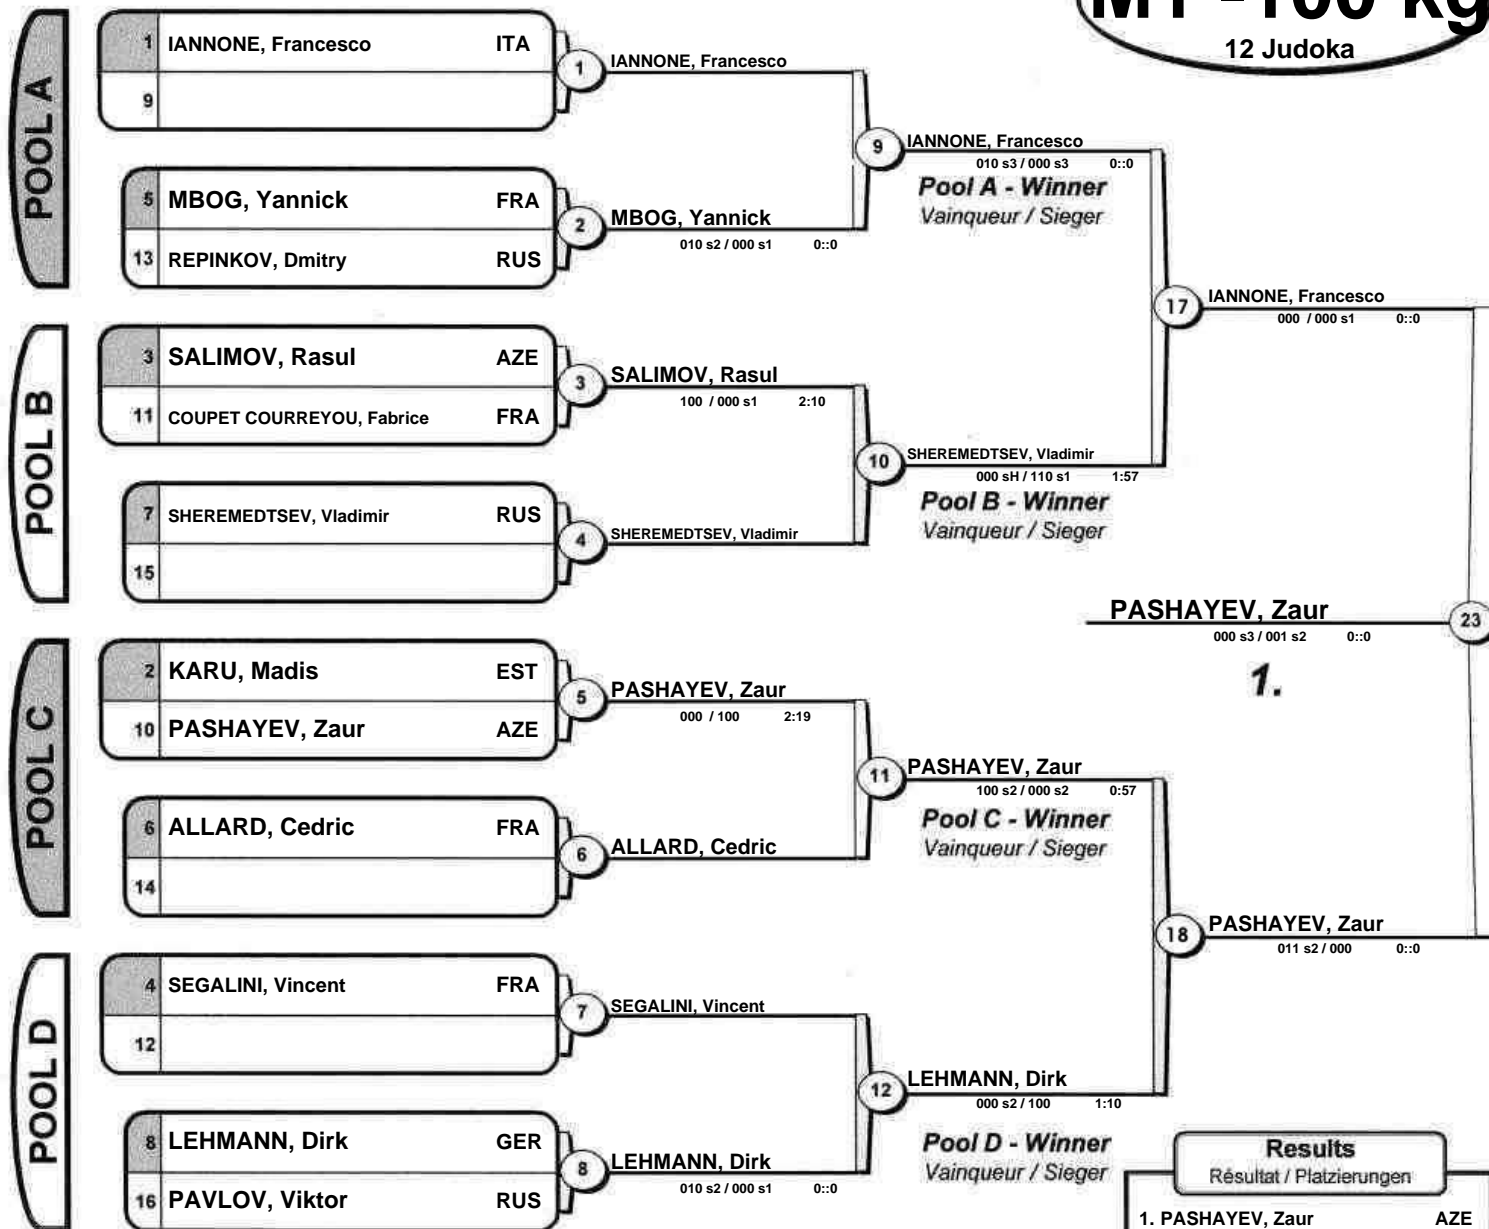 M1 -100 kg
12 Judoka
POOL A
1 IANNONE, Francesco ITA
9
5 MBOG, Yannick FRA
13 REPINKOV, Dmitry RUS
1 IANNONE, Francesco
2 MBOG, Yannick
010 s2 / 000 s1 0::0
9 IANNONE, Francesco
010 s3 / 000 s3 0::0
Pool A - Winner
Vainqueur / Sieger
POOL B
3 SALIMOV, Rasul AZE
11 COUPET COURREYOU, Fabrice FRA
7 SHEREMEDTSEV, Vladimir RUS
15
3 SALIMOV, Rasul
100 / 000 s1 2:10
4 SHEREMEDTSEV, Vladimir
10 SHEREMEDTSEV, Vladimir
000 sH / 110 s1 1:57
Pool B - Winner
Vainqueur / Sieger
17 IANNONE, Francesco
000 / 000 s1 0::0
PASHAYEV, Zaur 23
000 s3 / 001 s2 0::0
1.
POOL C
2 KARU, Madis EST
10 PASHAYEV, Zaur AZE
6 ALLARD, Cedric FRA
14
5 PASHAYEV, Zaur
000 / 100 2:19
6 ALLARD, Cedric
11 PASHAYEV, Zaur
100 s2 / 000 s2 0:57
Pool C - Winner
Vainqueur / Sieger
POOL D
4 SEGALINI, Vincent FRA
12
8 LEHMANN, Dirk GER
16 PAVLOV, Viktor RUS
7 SEGALINI, Vincent
8 LEHMANN, Dirk
010 s2 / 000 s1 0::0
12 LEHMANN, Dirk
000 s2 / 100 1:10
Pool D - Winner
Vainqueur / Sieger
18 PASHAYEV, Zaur
011 s2 / 000 0::0
Results
Résultat / Platzierungen
1. PASHAYEV, Zaur AZE